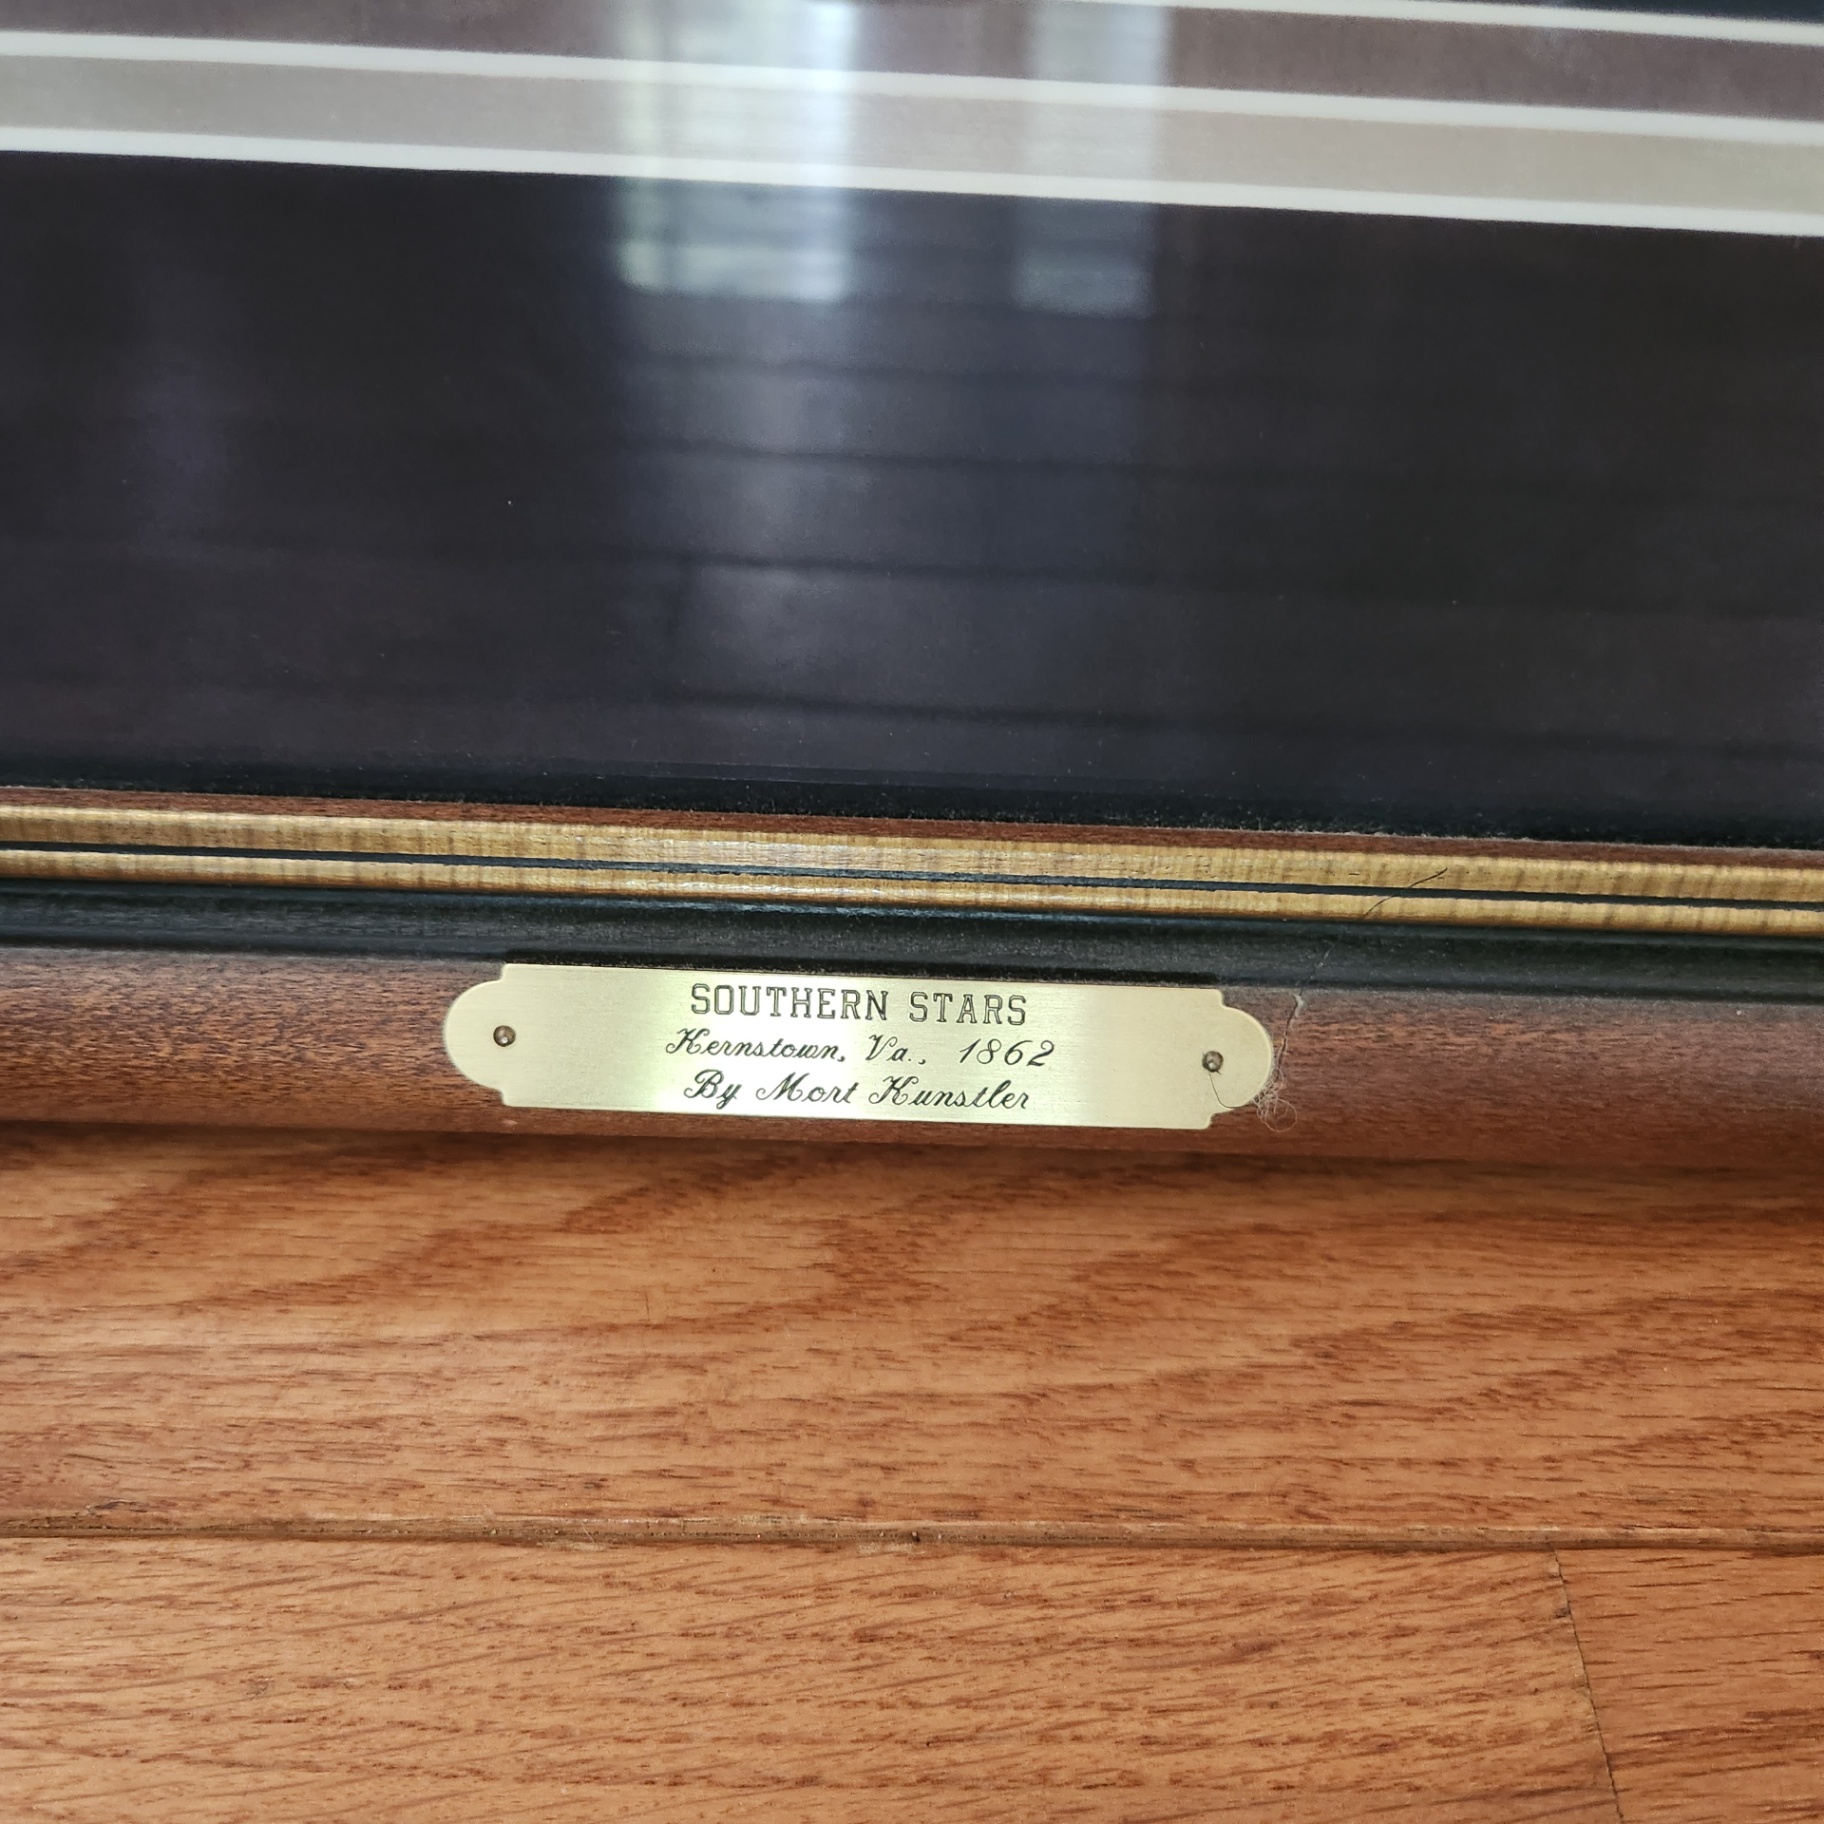 SOUTHERN STARS
Kernstown, Va., 1862
By Mort Kunstler